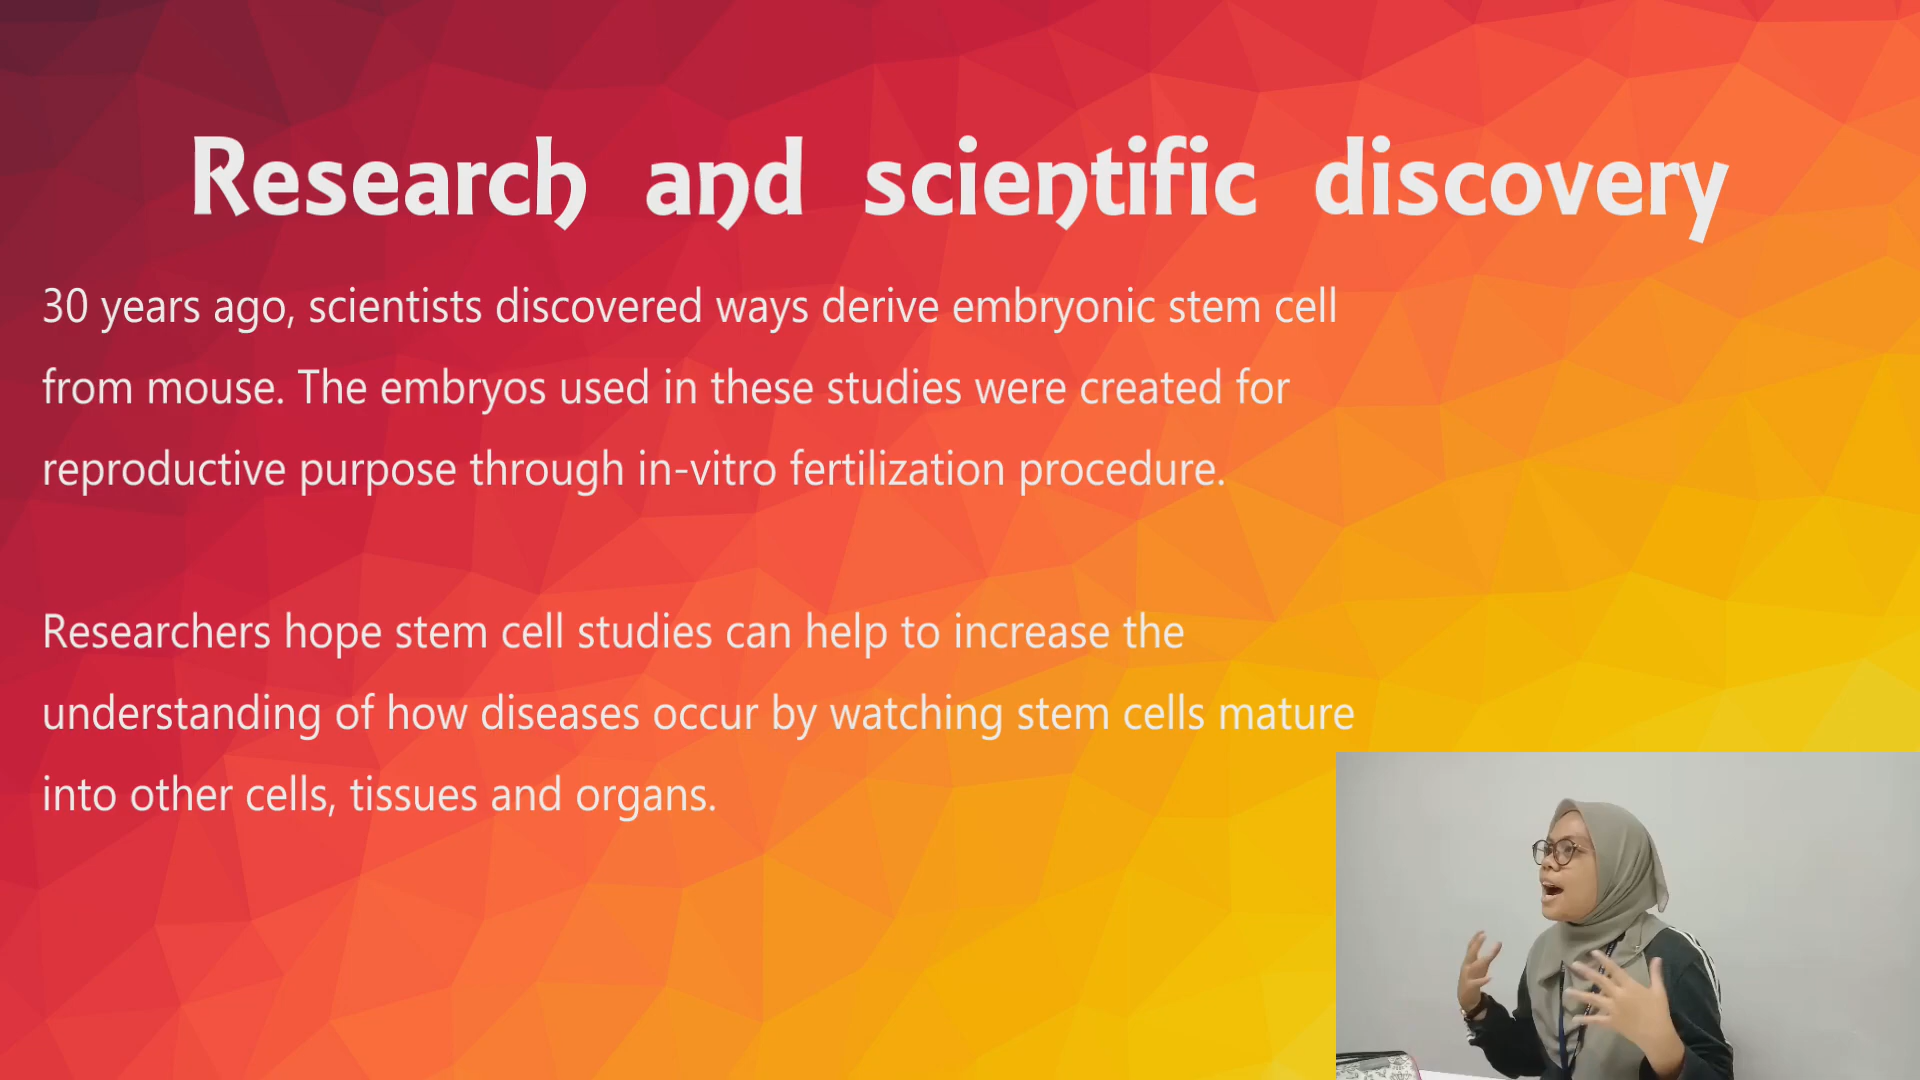 Research and scientific discovery
30 years ago, scientists discovered ways derive embryonic stem cell
from mouse. The embryos used in these studies were created for
reproductive purpose through in-vitro fertilization procedure.
Researchers hope stem cell studies can help to increase the
understanding of how diseases occur by watching stem cells mature
into other cells, tissues and organs.